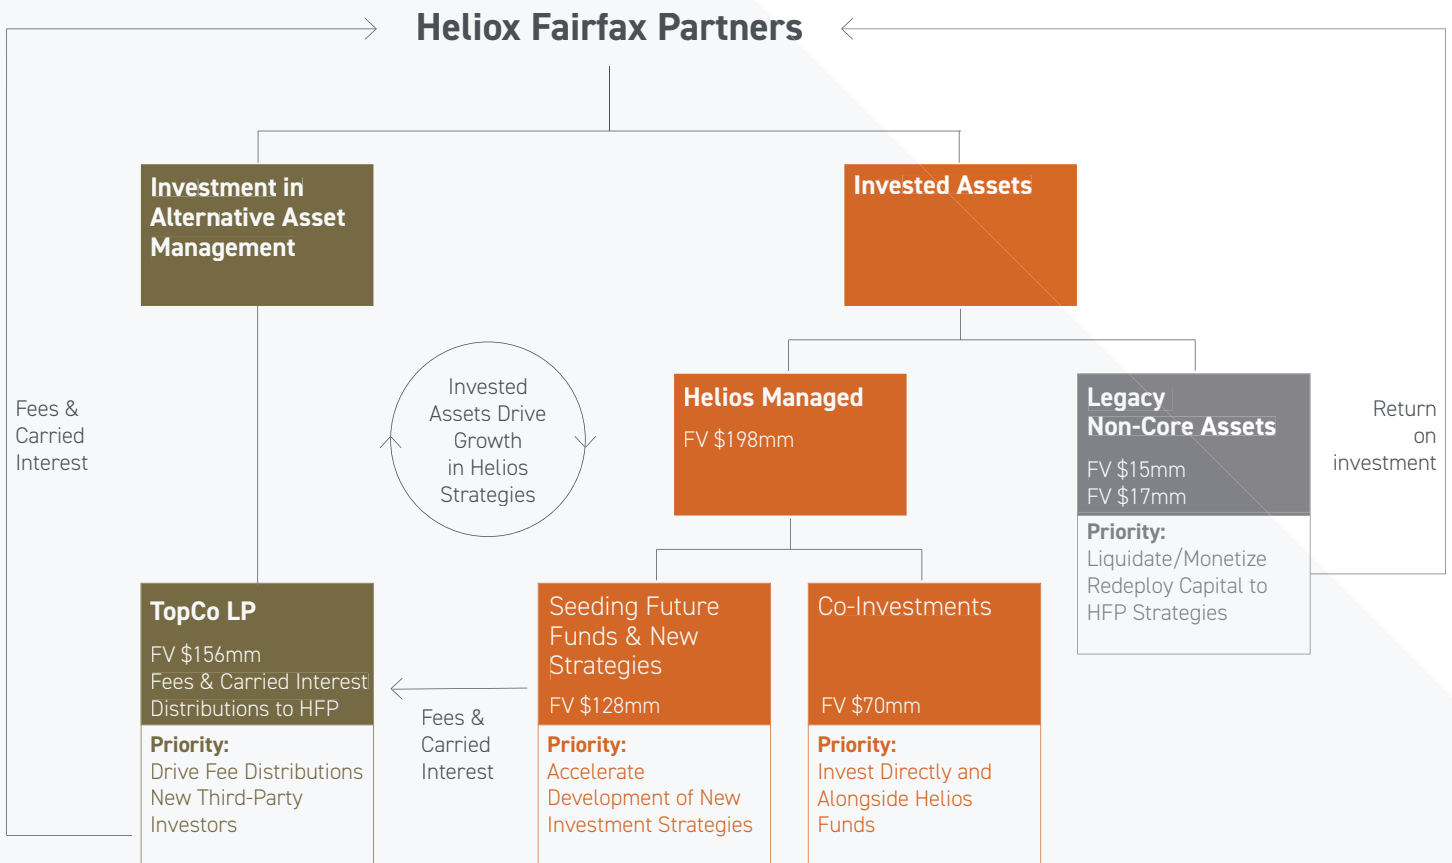 Heliox Fairfax Partners
Investment in
Alternative Asset
Management
Invested Assets
Invested
Assets Drive
Growth
in Helios
Strategies
Helios Managed
FV $198mm
Legacy
Non-Core Assets
FV $15mm
FV $17mm
Priority:
Liquidate/Monetize
Redeploy Capital to
HFP Strategies
Fees &
Carried
Interest
Return
on
investment
TopCo LP
FV $156mm
Fees & Carried Interest
Distributions to HFP
Priority:
Drive Fee Distributions
New Third-Party
Investors
Fees &
Carried
Interest
Seeding Future
Funds & New
Strategies
FV $128mm
Priority:
Accelerate
Development of New
Investment Strategies
Co-Investments
FV $70mm
Priority:
Invest Directly and
Alongside Helios
Funds